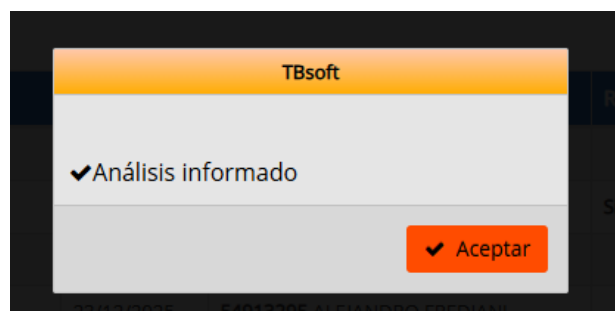 TBsoft
R
✔Análisis informado
S
✔ Aceptar